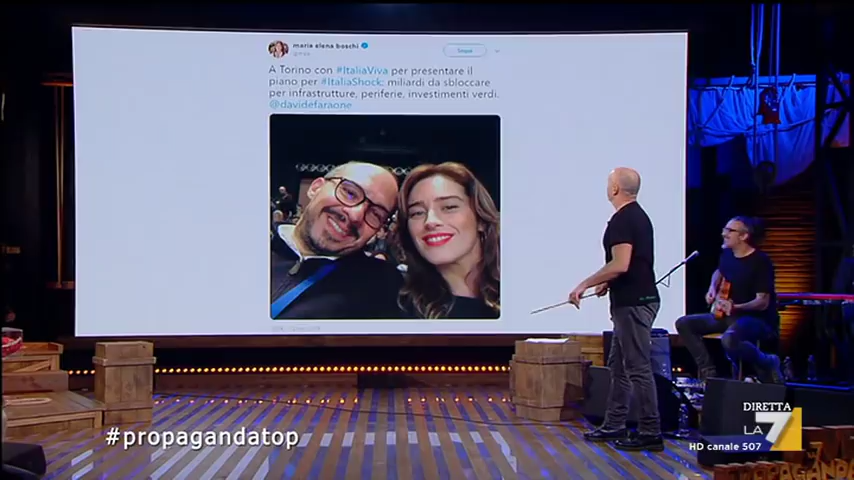 maria elena boschi
Segui
A Torino con #ItaliaViva per presentare il
piano per #ItaliaShock: miliardi da sbloccare
per infrastrutture, periferie, investimenti verdi.
@davidefaraone
#propagandatop
DIRETTA
LA 7
HD canale 507
PROPAGANDA